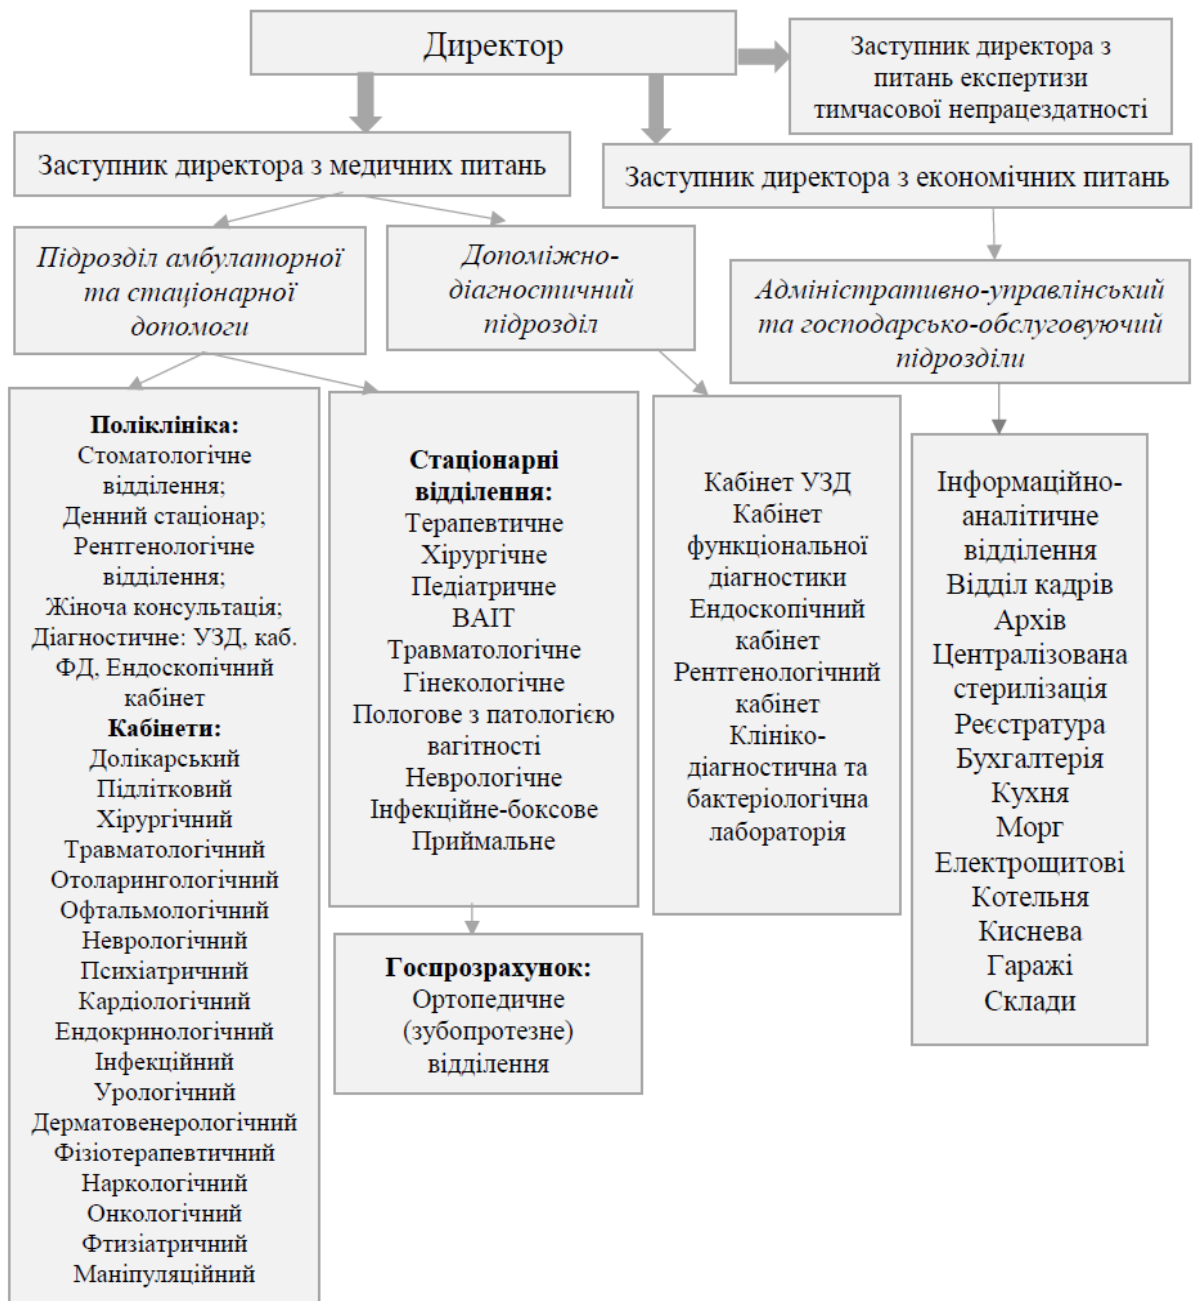 Директор
Заступник директора з
питань експертизи
тимчасової непрацездатності
Заступник директора з медичних питань
Заступник директора з економічних питань
Підрозділ амбулаторної
та стаціонарної
допомоги
Допоміжно-
діагностичний
підрозділ
Адміністративно-управлінський
та господарсько-обслуговуючий
підрозділи
Поліклініка:
Стоматологічне
відділення;
Денний стаціонар;
Рентгенологічне
відділення;
Жіноча консультація;
Діагностичне: УЗД, каб.
ФД, Ендоскопічний
кабінет
Кабінети:
Долікарський
Підлітковий
Хірургічний
Травматологічний
Отоларингологічний
Офтальмологічний
Неврологічний
Психіатричний
Кардіологічний
Ендокринологічний
Інфекційний
Урологічний
Дерматовенерологічний
Фізіотерапевтичний
Наркологічний
Онкологічний
Фтизіатричний
Маніпуляційний
Стаціонарні
відділення:
Терапевтичне
Хірургічне
Педіатричне
ВАІТ
Травматологічне
Гінекологічне
Пологове з патологією
вагітності
Неврологічне
Інфекційне-боксове
Приймальне
Госпрозрахунок:
Ортопедичне
(зубопротезне)
відділення
Кабінет УЗД
Кабінет
функціональної
діагностики
Ендоскопічний
кабінет
Рентгенологічний
кабінет
Клініко-
діагностична та
бактеріологічна
лабораторія
Інформаційно-
аналітичне
відділення
Відділ кадрів
Архів
Централізована
стерилізація
Реєстратура
Бухгалтерія
Кухня
Морг
Електрощитові
Котельня
Киснева
Гаражі
Склади